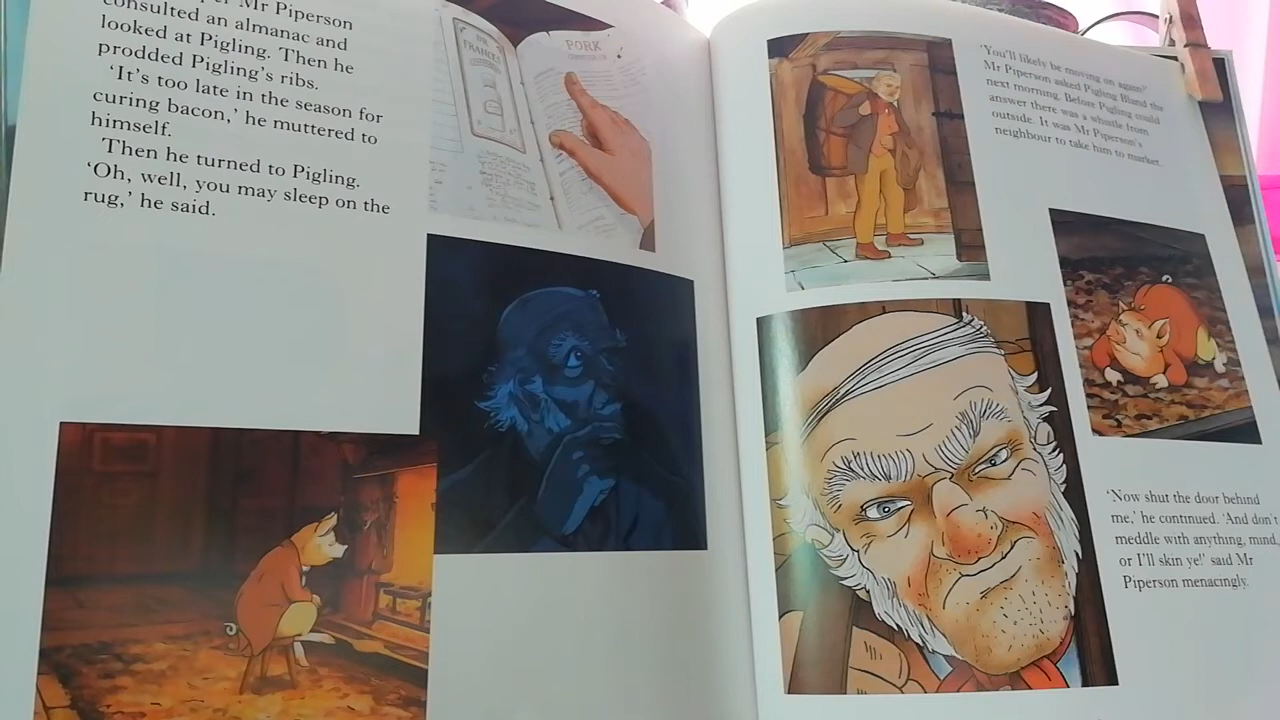 Mr Piperson
consulted an almanac and
looked at Pigling. Then he
prodded Pigling's ribs.
'It's too late in the season for
curing bacon,' he muttered to
himself.
Then he turned to Pigling.
'Oh, well, you may sleep on the
rug,' he said.
PORK
'You'll likely be moving on again?'
Mr Piperson asked Pigling Bland the
next morning. Before Pigling could
answer there was a whistle from
outside. It was Mr Piperson's
neighbour to take him to market.
'Now shut the door behind
me,' he continued. 'And don't
meddle with anything, mind,
or I'll skin ye!' said Mr
Piperson menacingly.